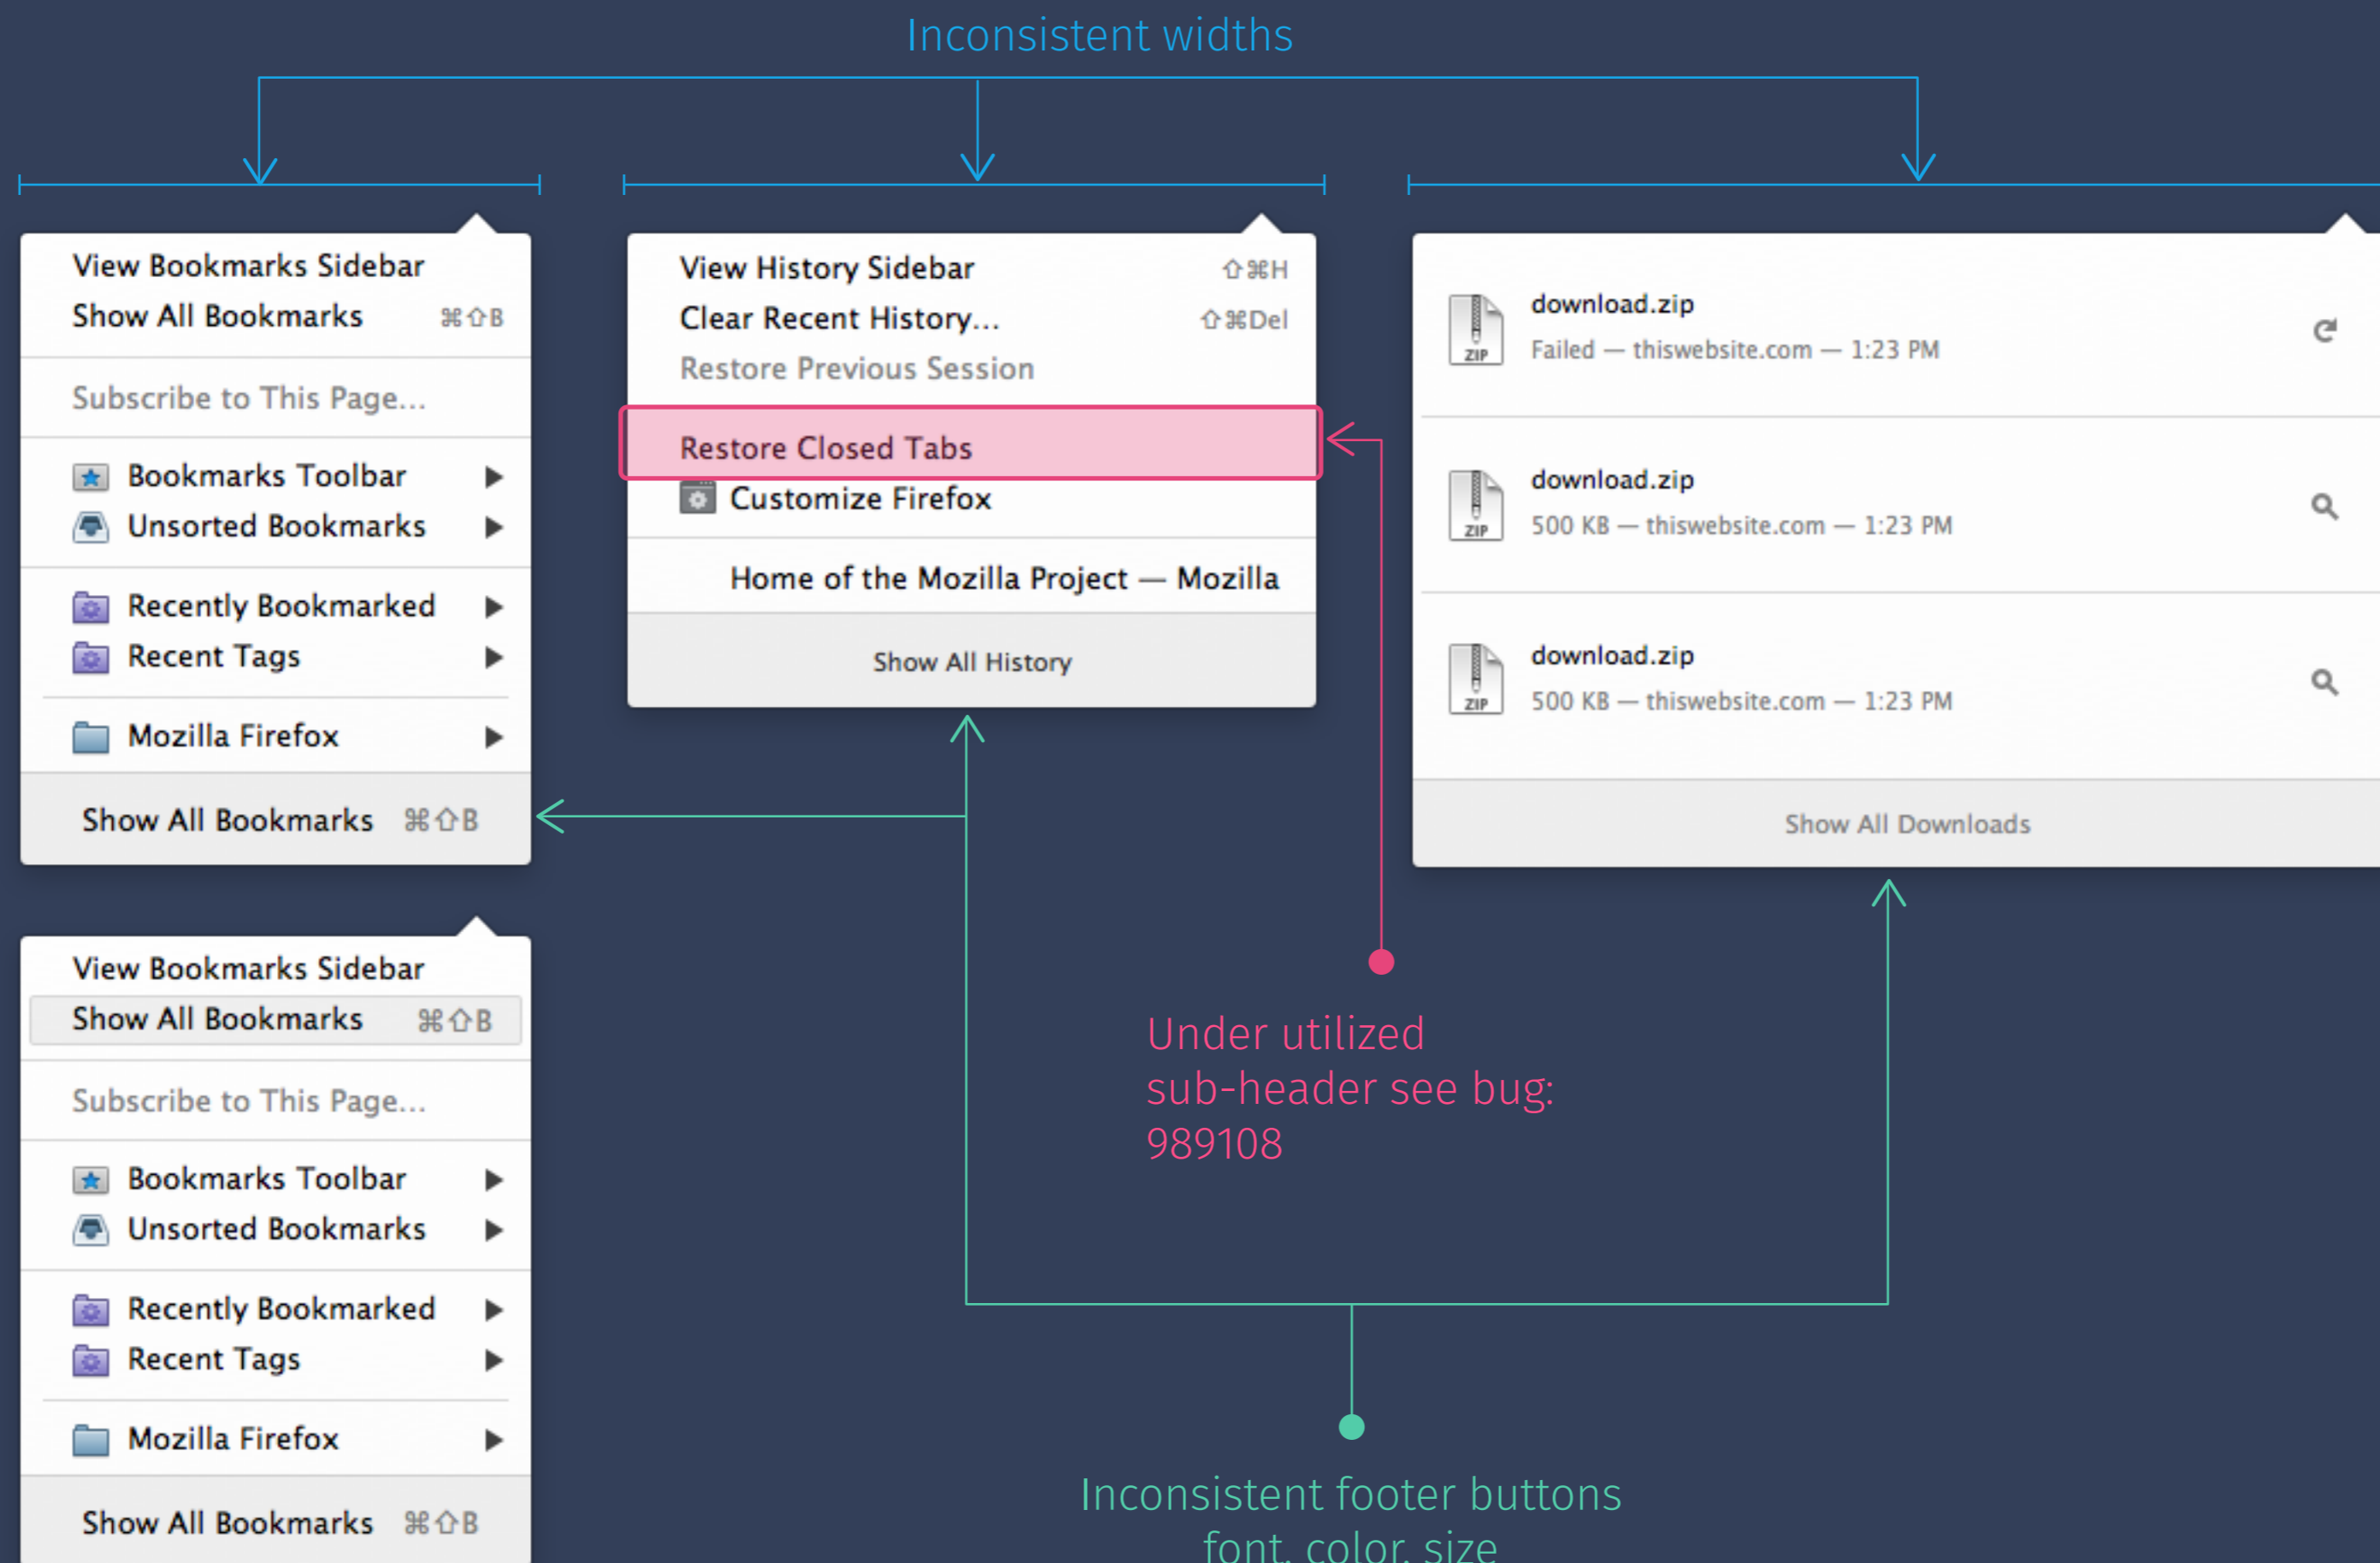 Inconsistent widths
View Bookmarks Sidebar
Show All Bookmarks ⌘⇧B
Subscribe to This Page...
Bookmarks Toolbar
Unsorted Bookmarks
Recently Bookmarked
Recent Tags
Mozilla Firefox
Show All Bookmarks ⌘⇧B
View History Sidebar ⇧⌘H
Clear Recent History... ⇧⌘Del
Restore Previous Session
Restore Closed Tabs
Customize Firefox
Home of the Mozilla Project — Mozilla
Show All History
ZIP
download.zip
Failed — thiswebsite.com — 1:23 PM
ZIP
download.zip
500 KB — thiswebsite.com — 1:23 PM
ZIP
download.zip
500 KB — thiswebsite.com — 1:23 PM
Show All Downloads
View Bookmarks Sidebar
Show All Bookmarks ⌘⇧B
Subscribe to This Page...
Bookmarks Toolbar
Unsorted Bookmarks
Recently Bookmarked
Recent Tags
Mozilla Firefox
Show All Bookmarks ⌘⇧B
Under utilized
sub-header see bug:
989108
Inconsistent footer buttons
font, color, size